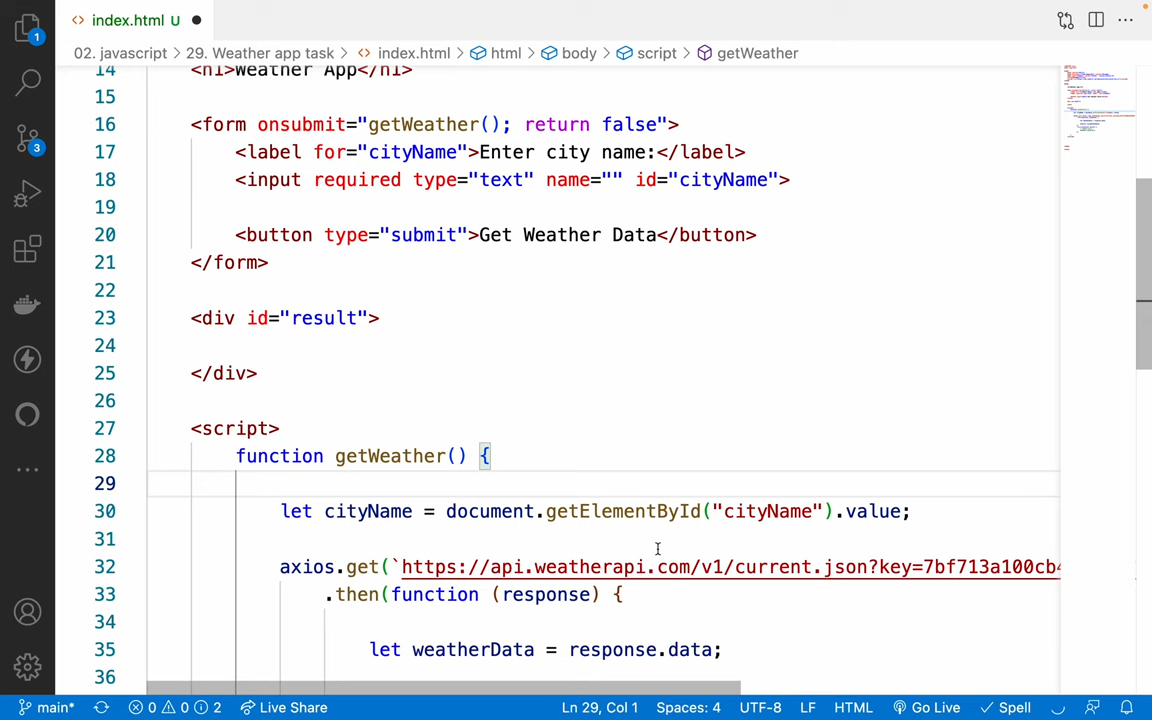 index.html U
1
02. javascript > 29. Weather app task > index.html > html > body > script > getWeather
14 <h1>Weather App</h1>
15
16 <form onsubmit="getWeather(); return false">
17 <label for="cityName">Enter city name:</label>
18 <input required type="text" name="" id="cityName">
19
20 <button type="submit">Get Weather Data</button>
21 </form>
22
23 <div id="result">
24
25 </div>
26
27 <script>
28 function getWeather() {
29
30 let cityName = document.getElementById("cityName").value;
31
32 axios.get(`https://api.weatherapi.com/v1/current.json?key=7bf713a100cb4
33 .then(function (response) {
34
35 let weatherData = response.data;
36
3
main* 0 0 2 Live Share Ln 29, Col 1 Spaces: 4 UTF-8 LF HTML Go Live Spell